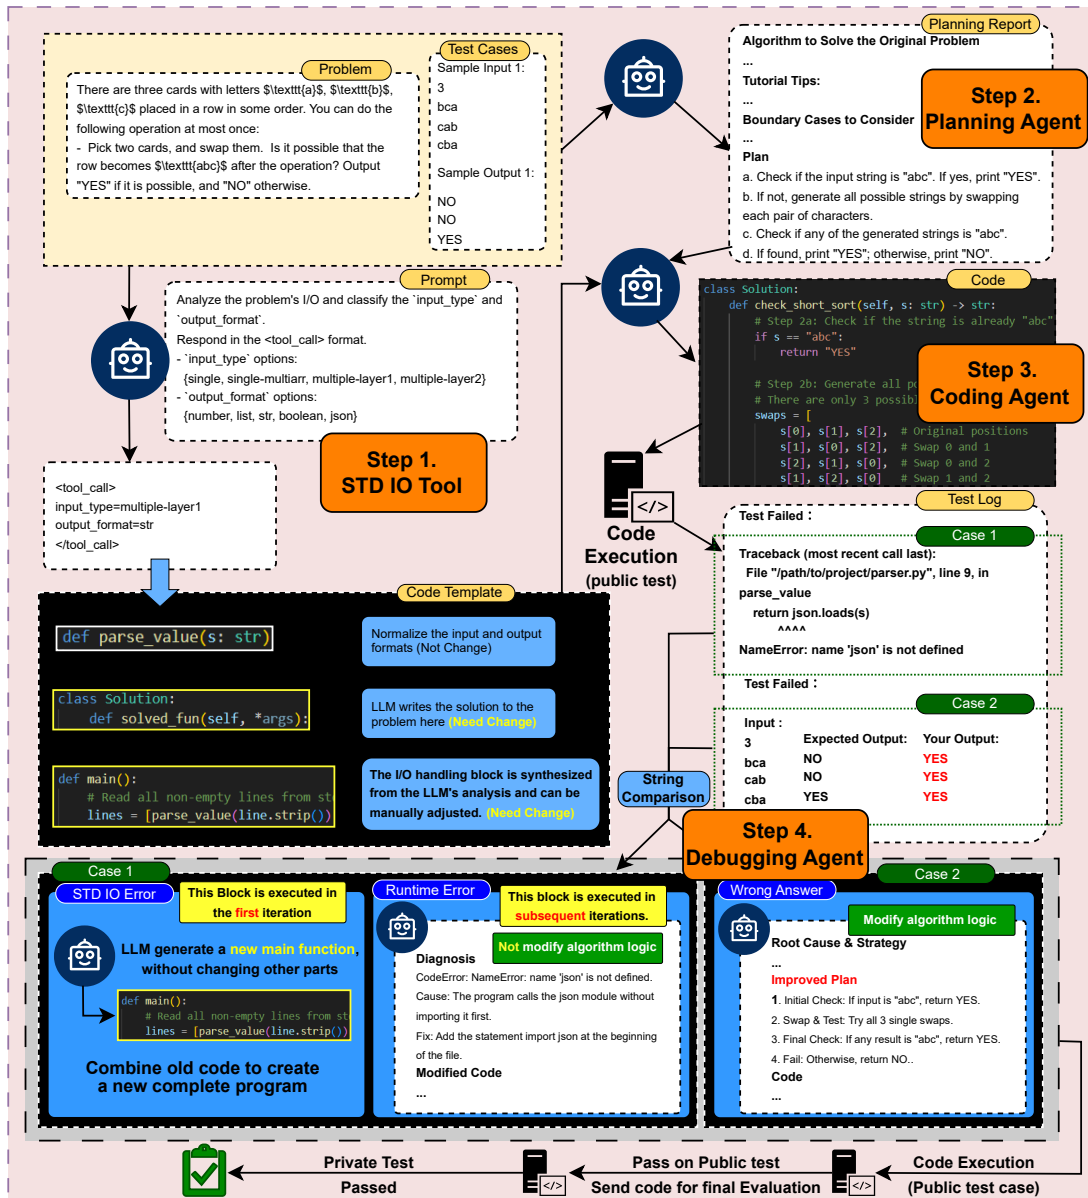 Problem
There are three cards with letters $\texttt{a}$, $\texttt{b}$,
$\texttt{c}$ placed in a row in some order. You can do the
following operation at most once:
- Pick two cards, and swap them. Is it possible that the
row becomes $\texttt{abc}$ after the operation? Output
"YES" if it is possible, and "NO" otherwise.
Test Cases
Sample Input 1:
3
bca
cab
cba
Sample Output 1:
NO
NO
YES
Planning Report
Algorithm to Solve the Original Problem
...
Tutorial Tips:
...
Boundary Cases to Consider
...
Plan
a. Check if the input string is "abc". If yes, print "YES".
b. If not, generate all possible strings by swapping
each pair of characters.
c. Check if any of the generated strings is "abc".
d. If found, print "YES"; otherwise, print "NO".
Step 2.
Planning Agent
Prompt
Analyze the problem's I/O and classify the `input_type` and
`output_format`.
Respond in the <tool_call> format.
- `input_type` options:
{single, single-multiarr, multiple-layer1, multiple-layer2}
- `output_format` options:
{number, list, str, boolean, json}
Step 1.
STD IO Tool
<tool_call>
input_type=multiple-layer1
output_format=str
</tool_call>
Code
class Solution:
def check_short_sort(self, s: str) -> str:
# Step 2a: Check if the string is already "abc"
if s == "abc":
return "YES"
# Step 2b: Generate all po
# There are only 3 possib
swaps = [
s[0], s[1], s[2], # Original positions
s[1], s[0], s[2], # Swap 0 and 1
s[2], s[1], s[0], # Swap 0 and 2
s[1], s[2], s[0] # Swap 1 and 2
Step 3.
Coding Agent
</>
Code
Execution
(public test)
Test Log
Test Failed：
Case 1
Traceback (most recent call last):
File "/path/to/project/parser.py", line 9, in
parse_value
return json.loads(s)
^^^^
NameError: name 'json' is not defined
Test Failed：
Case 2
Input :
3
bca
cab
cba
Expected Output:
NO
NO
YES
Your Output:
YES
YES
YES
Code Template
def parse_value(s: str)
Normalize the input and output
formats (Not Change)
class Solution:
def solved_fun(self, *args):
LLM writes the solution to the
problem here (Need Change)
def main():
# Read all non-empty lines from st
lines = [parse_value(line.strip())
The I/O handling block is synthesized
from the LLM's analysis and can be
manually adjusted. (Need Change)
String
Comparison
Step 4.
Debugging Agent
Case 1
STD IO Error
This Block is executed in
the first iteration
LLM generate a new main function,
without changing other parts
def main():
# Read all non-empty lines from st
lines = [parse_value(line.strip())
Combine old code to create
a new complete program
Runtime Error
This block is executed in
subsequent iterations.
Not modify algorithm logic
Diagnosis
CodeError: NameError: name 'json' is not defined.
Cause: The program calls the json module without
importing it first.
Fix: Add the statement import json at the beginning
of the file.
Modified Code
...
Case 2
Wrong Answer
Modify algorithm logic
Root Cause & Strategy
...
Improved Plan
1. Initial Check: If input is "abc", return YES.
2. Swap & Test: Try all 3 single swaps.
3. Final Check: If any result is "abc", return YES.
4. Fail: Otherwise, return NO..
Code
...
Private Test
Passed
</>
Pass on Public test
Send code for final Evaluation
</>
Code Execution
(Public test case)